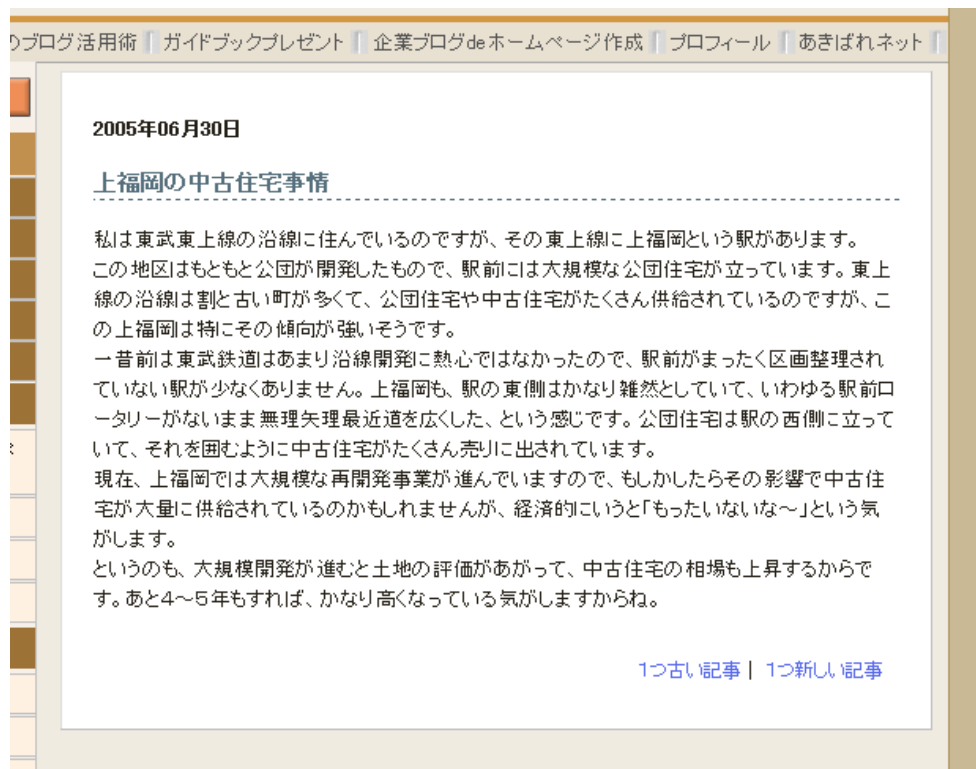 のブログ活用術 ガイドブックプレゼント 企業ブログdeホームページ作成 プロフィール あきばれネット
2005年06月30日
上福岡の中古住宅事情
私は東武東上線の沿線に住んでいるのですが、その東上線に上福岡という駅があります。
この地区はもともと公団が開発したもので、駅前には大規模な公団住宅が立っています。東上
線の沿線は割と古い町が多くて、公団住宅や中古住宅がたくさん供給されているのですが、こ
の上福岡は特にその傾向が強いそうです。
一昔前は東武鉄道はあまり沿線開発に熱心ではなかったので、駅前がまったく区画整理され
ていない駅が少なくありません。上福岡も、駅の東側はかなり雑然としていて、いわゆる駅前ロ
ータリーがないまま無理矢理最近道を広くした、という感じです。公団住宅は駅の西側に立って
いて、それを囲むように中古住宅がたくさん売りに出されています。
現在、上福岡では大規模な再開発事業が進んでいますので、もしかしたらその影響で中古住
宅が大量に供給されているのかもしれませんが、経済的にいうと「もったいないな～」という気
がします。
というのも、大規模開発が進むと土地の評価があがって、中古住宅の相場も上昇するからで
す。あと4～5年もすれば、かなり高くなっている気がしますからね。
1つ古い記事 | 1つ新しい記事